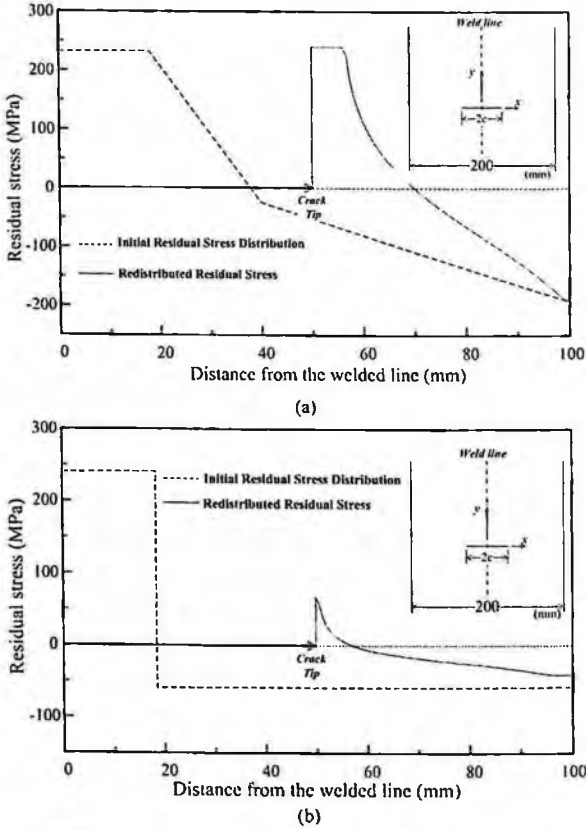 300
200
100
0
-100
-200
Residual stress (MPa)
Weld line
y
x
2c
200
(mm)
Crack
Tip
Initial Residual Stress Distribution
Redistributed Residual Stress
0 20 40 60 80 100
Distance from the welded line (mm)
(a)
300
200
100
0
-100
Residual stress (MPa)
Initial Residual Stress Distribution
Redistributed Residual Stress
Weld line
y
x
2c
200
(mm)
Crack
Tip
0 20 40 60 80 100
Distance from the welded line (mm)
(b)